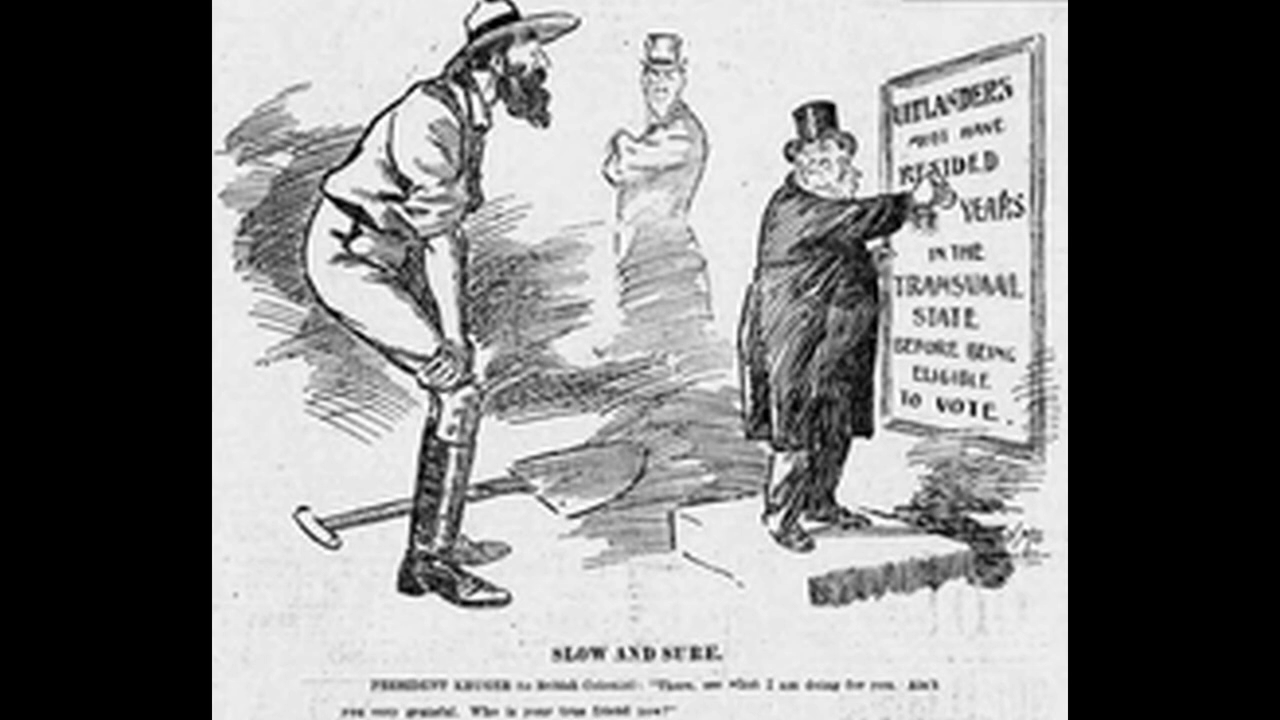 UITLANDERS
MUST HAVE
RESIDED
YEARS
IN THE
TRANSVAAL
STATE
BEFORE BEING
ELIGIBLE
TO VOTE.
SLOW AND SURE.
PRESIDENT KRUGER to British Colonist: "There, see what I am doing for you. Ain't
you very grateful. Who is your true friend now?"